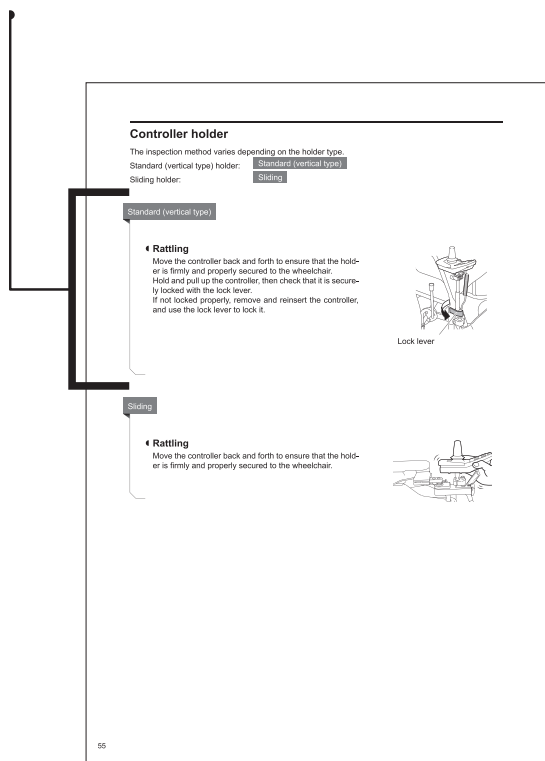 Controller holder
The inspection method varies depending on the holder type.
Standard (vertical type) holder: Standard (vertical type)
Sliding holder: Sliding
Standard (vertical type)
Rattling
Move the controller back and forth to ensure that the hold-
er is firmly and properly secured to the wheelchair.
Hold and pull up the controller, then check that it is secure-
ly locked with the lock lever.
If not locked properly, remove and reinsert the controller,
and use the lock lever to lock it.
Lock lever
Sliding
Rattling
Move the controller back and forth to ensure that the hold-
er is firmly and properly secured to the wheelchair.
55